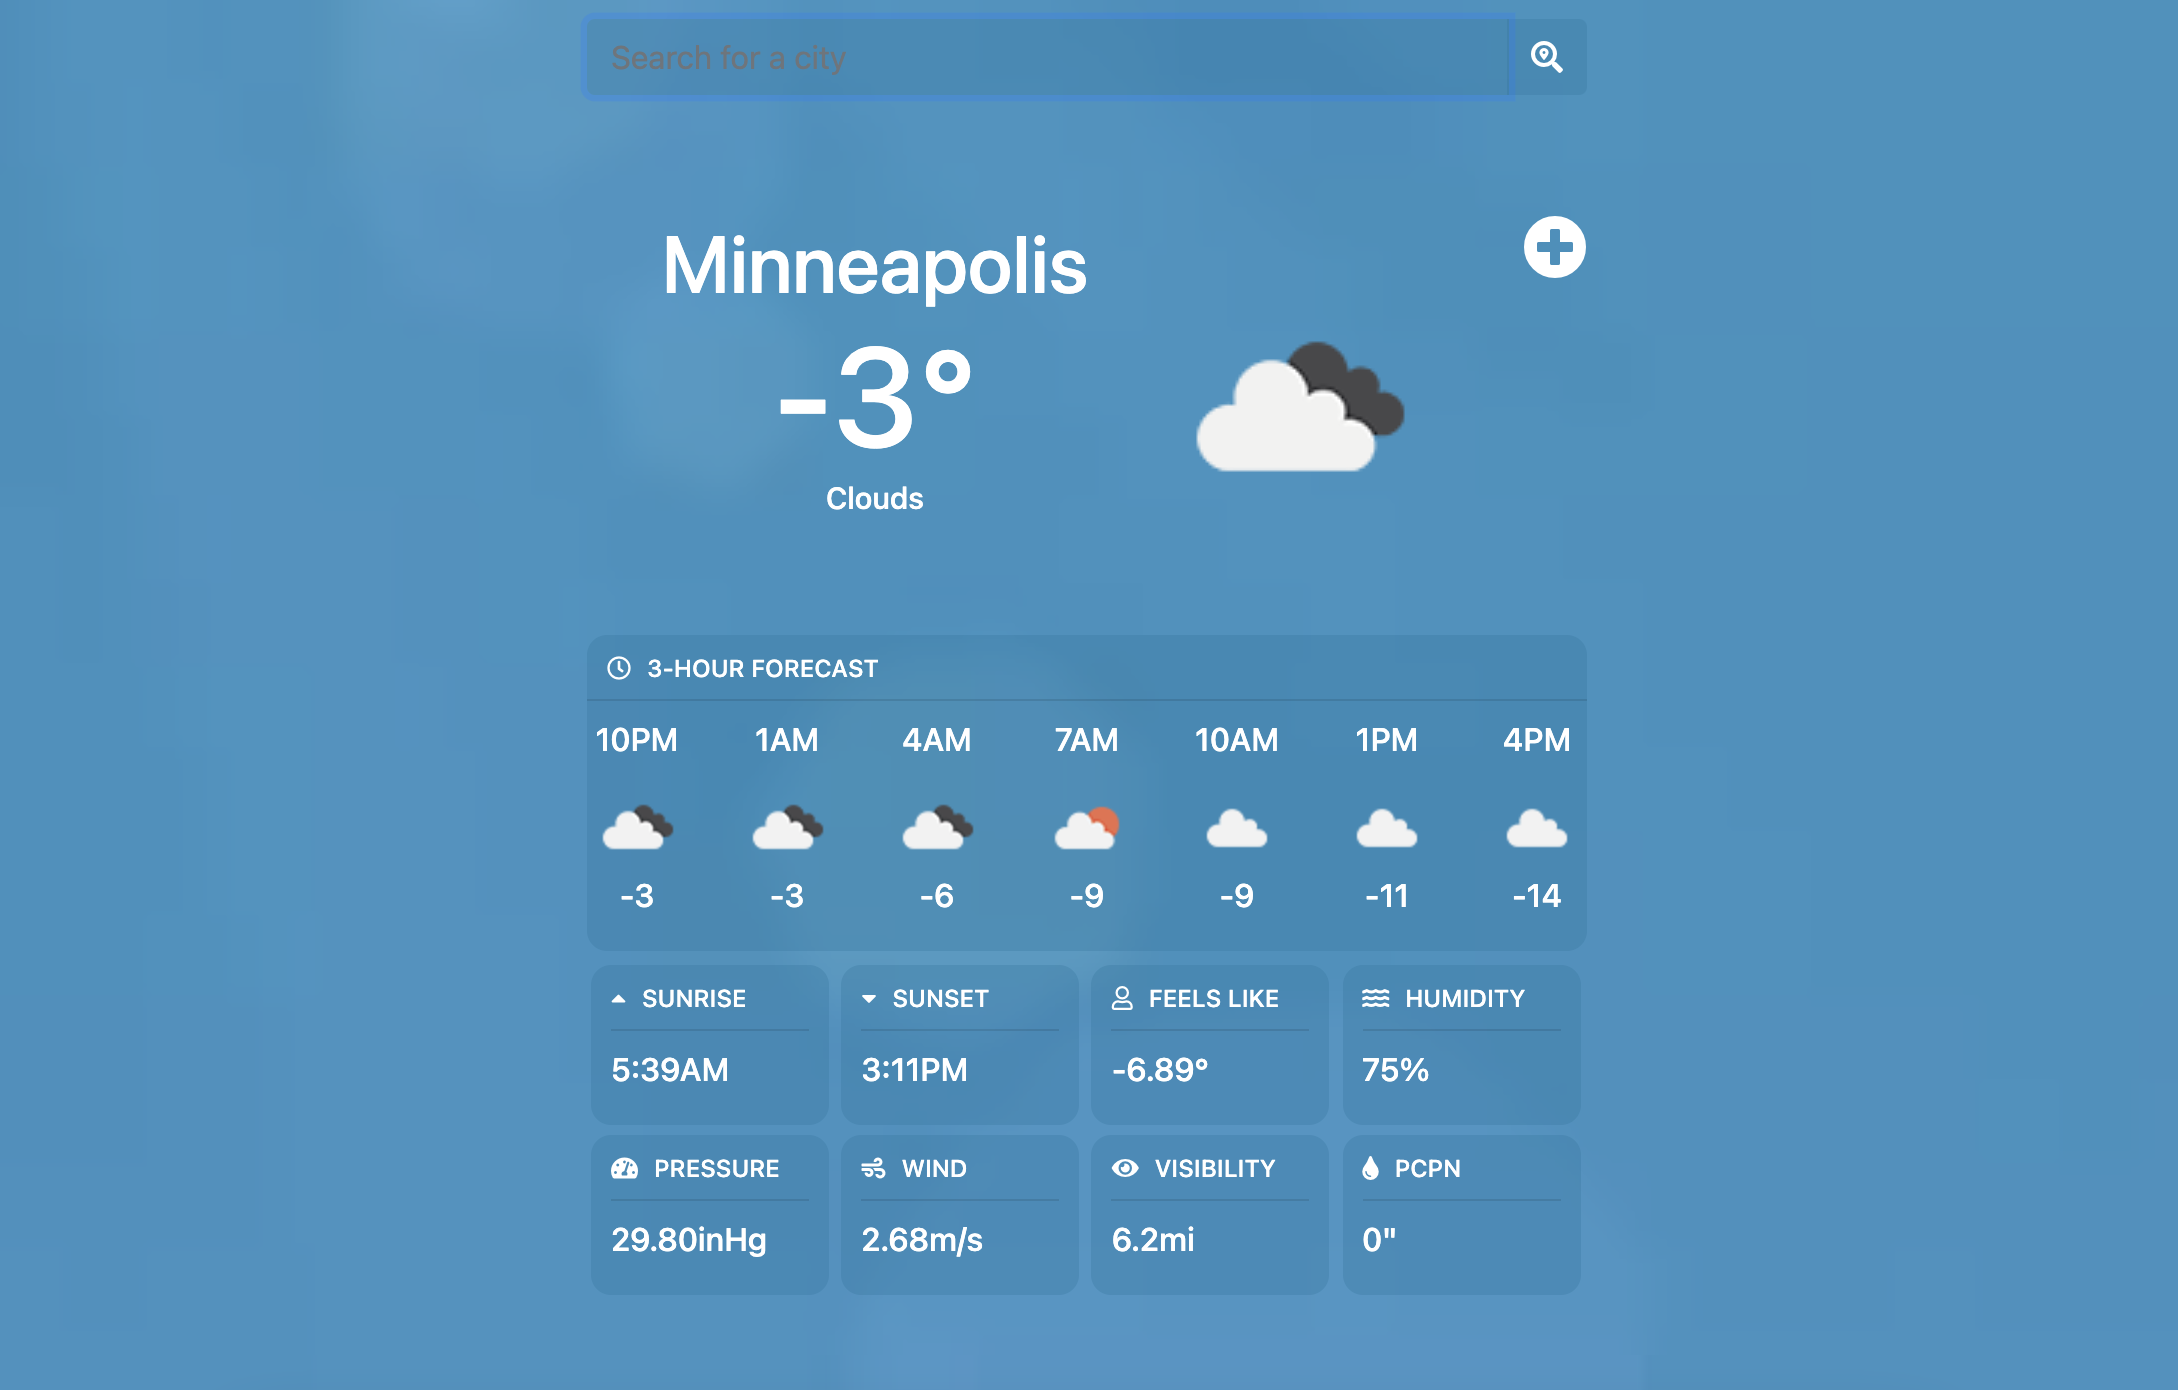 Search for a city
Minneapolis
-3°
Clouds
3-HOUR FORECAST
10PM 1AM 4AM 7AM 10AM 1PM 4PM
-3 -3 -6 -9 -9 -11 -14
SUNRISE SUNSET FEELS LIKE HUMIDITY
5:39AM 3:11PM -6.89° 75%
PRESSURE WIND VISIBILITY PCPN
29.80inHg 2.68m/s 6.2mi 0"